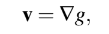 𝐯 = ∇g,